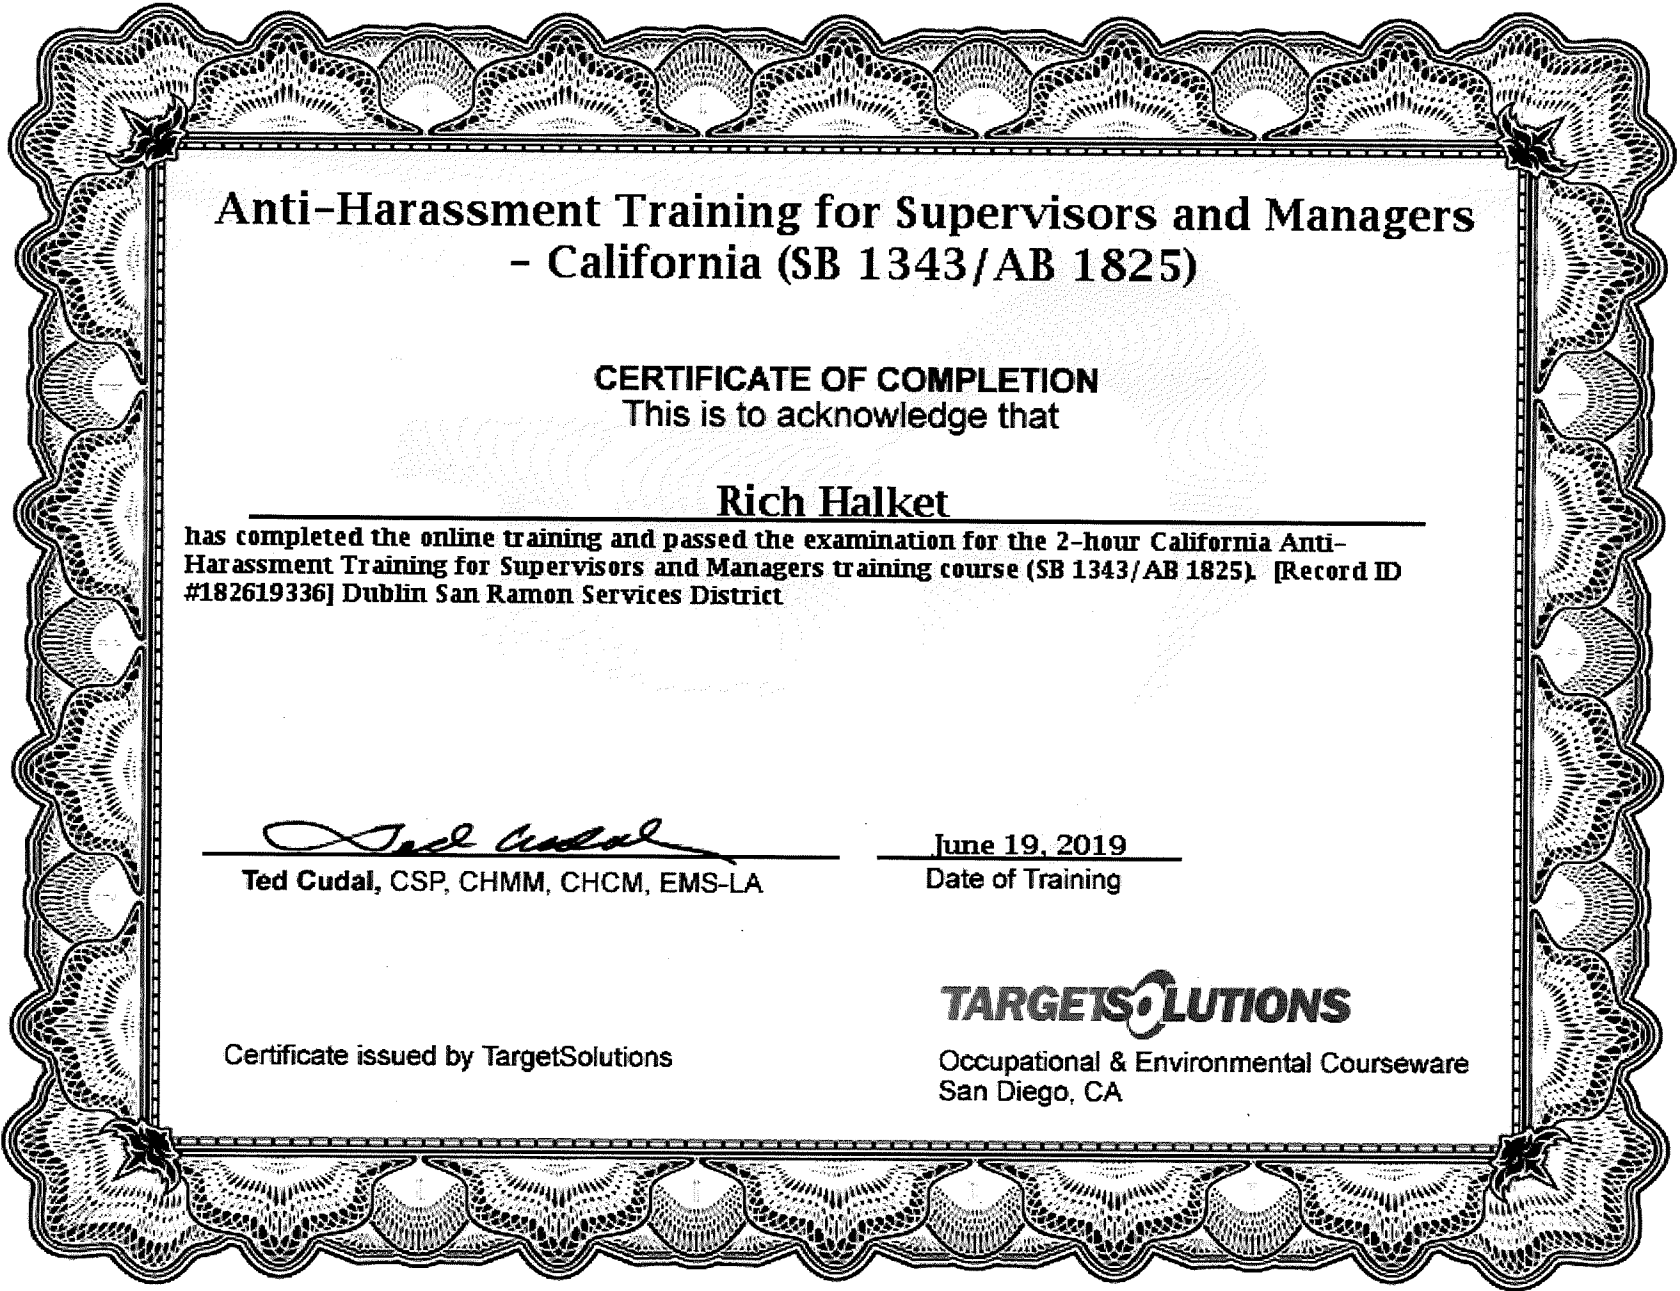 Anti-Harassment Training for Supervisors and Managers
- California (SB 1343/AB 1825)
CERTIFICATE OF COMPLETION
This is to acknowledge that
Rich Halket
has completed the online training and passed the examination for the 2-hour California Anti-
Harassment Training for Supervisors and Managers training course (SB 1343/AB 1825). [Record ID
#182619336] Dublin San Ramon Services District
Ted Cudal
June 19, 2019
Ted Cudal, CSP, CHMM, CHCM, EMS-LA
Date of Training
TARGETSOLUTIONS
Certificate issued by TargetSolutions
Occupational & Environmental Courseware
San Diego, CA